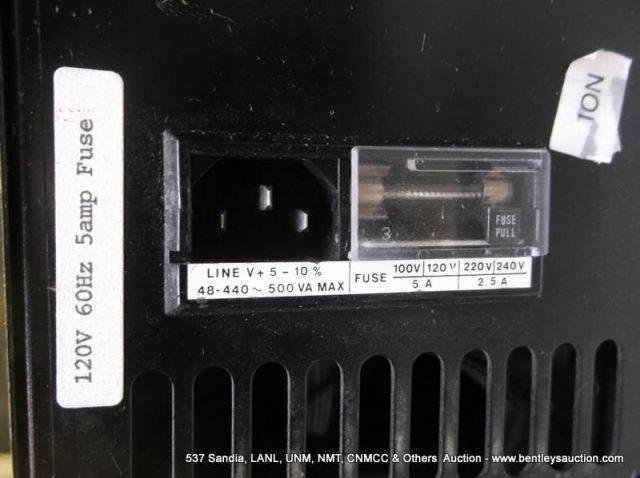 120V 60Hz 5amp Fuse
ION
3
FUSE
PULL
LINE V + 5 - 10 %
48-440 ~ 500 VA MAX
FUSE
100V 120V 220V 240V
5 A 2.5 A
537 Sandia, LANL, UNM, NMT, CNMCC & Others Auction - www.bentleysauction.com